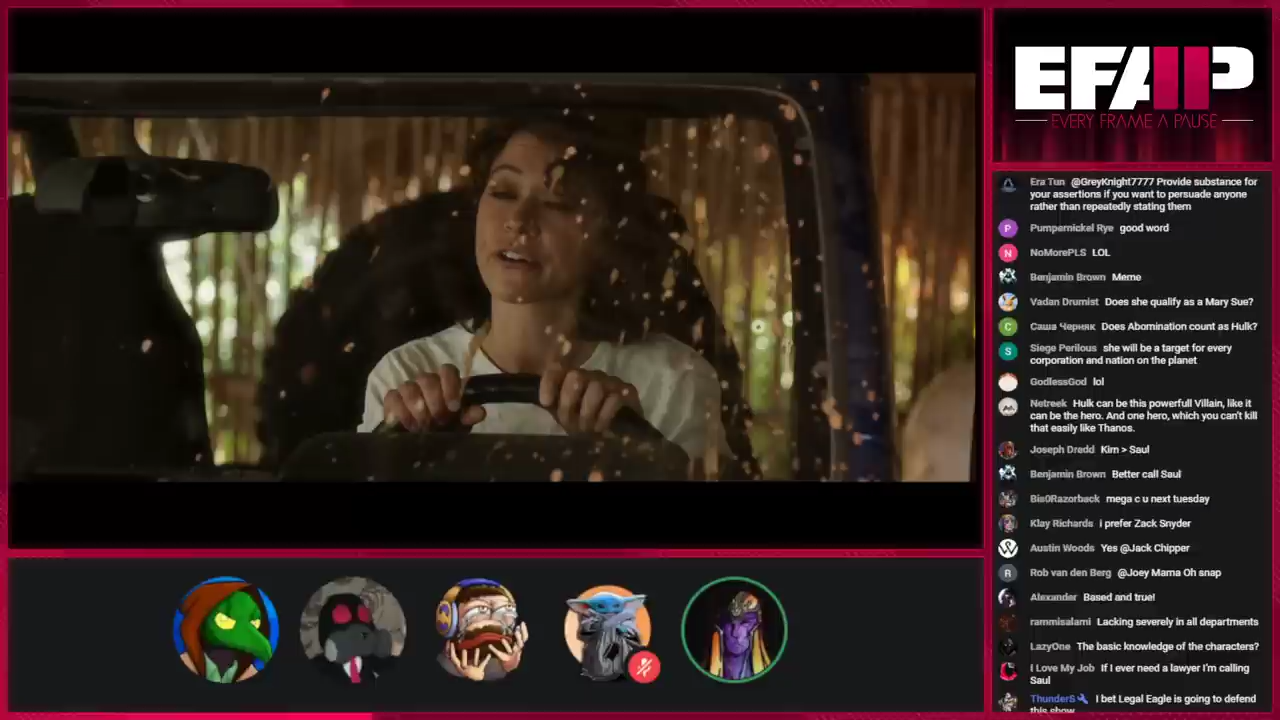 EFAP
EVERY FRAME A PAUSE
Era Tun @GreyKnight7777 Provide substance for
your assertions if you want to persuade anyone
rather than repeatedly stating them
P
Pumpernickel Rye good word
N
NoMorePLS LOL
Benjamin Brown Meme
Vadan Drumist Does she qualify as a Mary Sue?
С
Саша Черняк Does Abomination count as Hulk?
S
Siege Perilous she will be a target for every
corporation and nation on the planet
GodlessGod lol
Netreek Hulk can be this powerfull Villain, like it
can be the hero. And one hero, which you can't kill
that easily like Thanos.
Joseph Dredd Kim > Saul
Benjamin Brown Better call Saul
Bis0Razorback mega c u next tuesday
Klay Richards i prefer Zack Snyder
Austin Woods Yes @Jack Chipper
R
Rob van den Berg @Joey Mama Oh snap
Alexander Based and true!
rammisalami Lacking severely in all departments
LazyOne The basic knowledge of the characters?
I Love My Job If I ever need a lawyer I'm calling
Saul
ThunderS I bet Legal Eagle is going to defend
this show